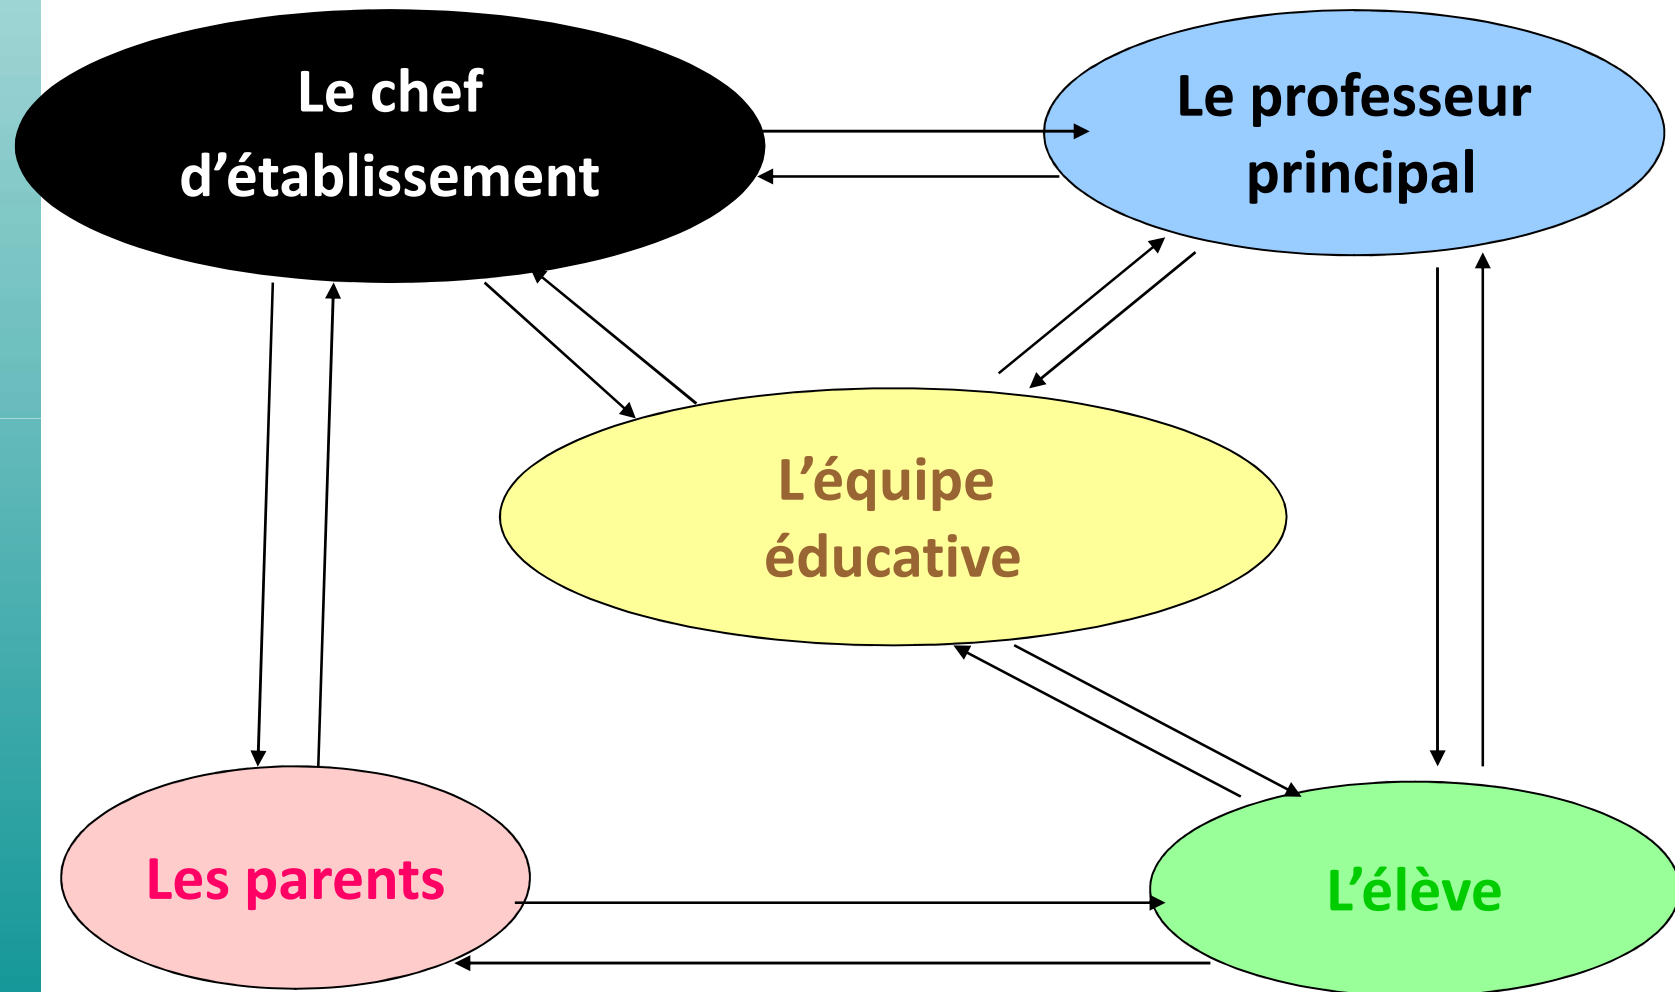 Le chef
d’établissement
Le professeur
principal
L’équipe
éducative
Les parents
L’élève